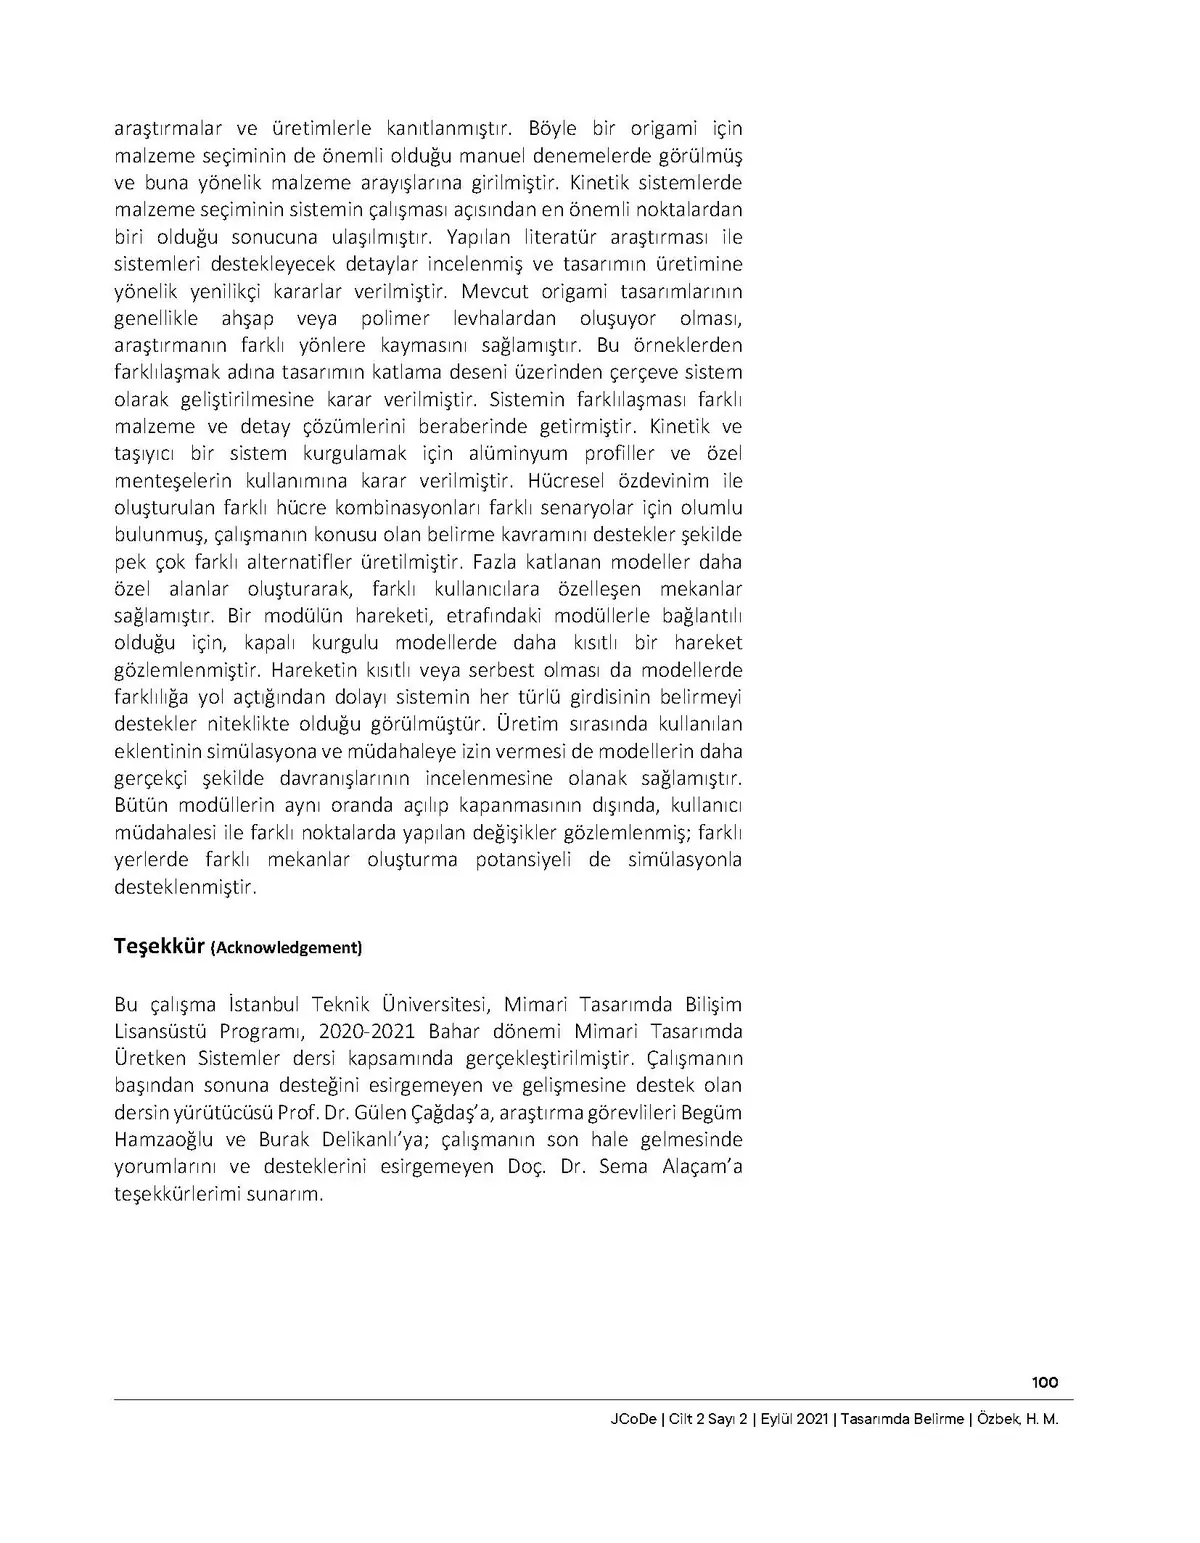 araştırmalar ve üretimlerle kanıtlanmıştır. Böyle bir origami için
malzeme seçiminin de önemli olduğu manuel denemelerde görülmüş
ve buna yönelik malzeme arayışlarına girilmiştir. Kinetik sistemlerde
malzeme seçiminin sistemin çalışması açısından en önemli noktalardan
biri olduğu sonucuna ulaşılmıştır. Yapılan literatür araştırması ile
sistemleri destekleyecek detaylar incelenmiş ve tasarımın üretimine
yönelik yenilikçi kararlar verilmiştir. Mevcut origami tasarımlarının
genellikle ahşap veya polimer levhalardan oluşuyor olması,
araştırmanın farklı yönlere kaymasını sağlamıştır. Bu örneklerden
farklılaşmak adına tasarımın katlama deseni üzerinden çerçeve sistem
olarak geliştirilmesine karar verilmiştir. Sistemin farklılaşması farklı
malzeme ve detay çözümlerini beraberinde getirmiştir. Kinetik ve
taşıyıcı bir sistem kurgulamak için alüminyum profiller ve özel
menteşelerin kullanımına karar verilmiştir. Hücresel özdevinim ile
oluşturulan farklı hücre kombinasyonları farklı senaryolar için olumlu
bulunmuş, çalışmanın konusu olan belirme kavramını destekler şekilde
pek çok farklı alternatifler üretilmiştir. Fazla katlanan modeller daha
özel alanlar oluşturarak, farklı kullanıcılara özelleşen mekanlar
sağlamıştır. Bir modülün hareketi, etrafındaki modüllerle bağlantılı
olduğu için, kapalı kurgulu modellerde daha kısıtlı bir hareket
gözlemlenmiştir. Hareketin kısıtlı veya serbest olması da modellerde
farklılığa yol açtığından dolayı sistemin her türlü girdisinin belirmeyi
destekler niteklikte olduğu görülmüştür. Üretim sırasında kullanılan
eklentinin simülasyona ve müdahaleye izin vermesi de modellerin daha
gerçekçi şekilde davranışlarının incelenmesine olanak sağlamıştır.
Bütün modüllerin aynı oranda açılıp kapanmasının dışında, kullanıcı
müdahalesi ile farklı noktalarda yapılan değişikler gözlemlenmiş; farklı
yerlerde farklı mekanlar oluşturma potansiyeli de simülasyonla
desteklenmiştir.
Teşekkür (Acknowledgement)
Bu çalışma İstanbul Teknik Üniversitesi, Mimari Tasarımda Bilişim
Lisansüstü Programı, 2020-2021 Bahar dönemi Mimari Tasarımda
Üretken Sistemler dersi kapsamında gerçekleştirilmiştir. Çalışmanın
başından sonuna desteğini esirgemeyen ve gelişmesine destek olan
dersin yürütücüsü Prof. Dr. Gülen Çağdaş’a, araştırma görevlileri Begüm
Hamzaoğlu ve Burak Delikanlı’ya; çalışmanın son hale gelmesinde
yorumlarını ve desteklerini esirgemeyen Doç. Dr. Sema Alaçam’a
teşekkürlerimi sunarım.
100
JCoDe | Cilt 2 Sayı 2 | Eylül 2021 | Tasarımda Belirme | Özbek, H. M.